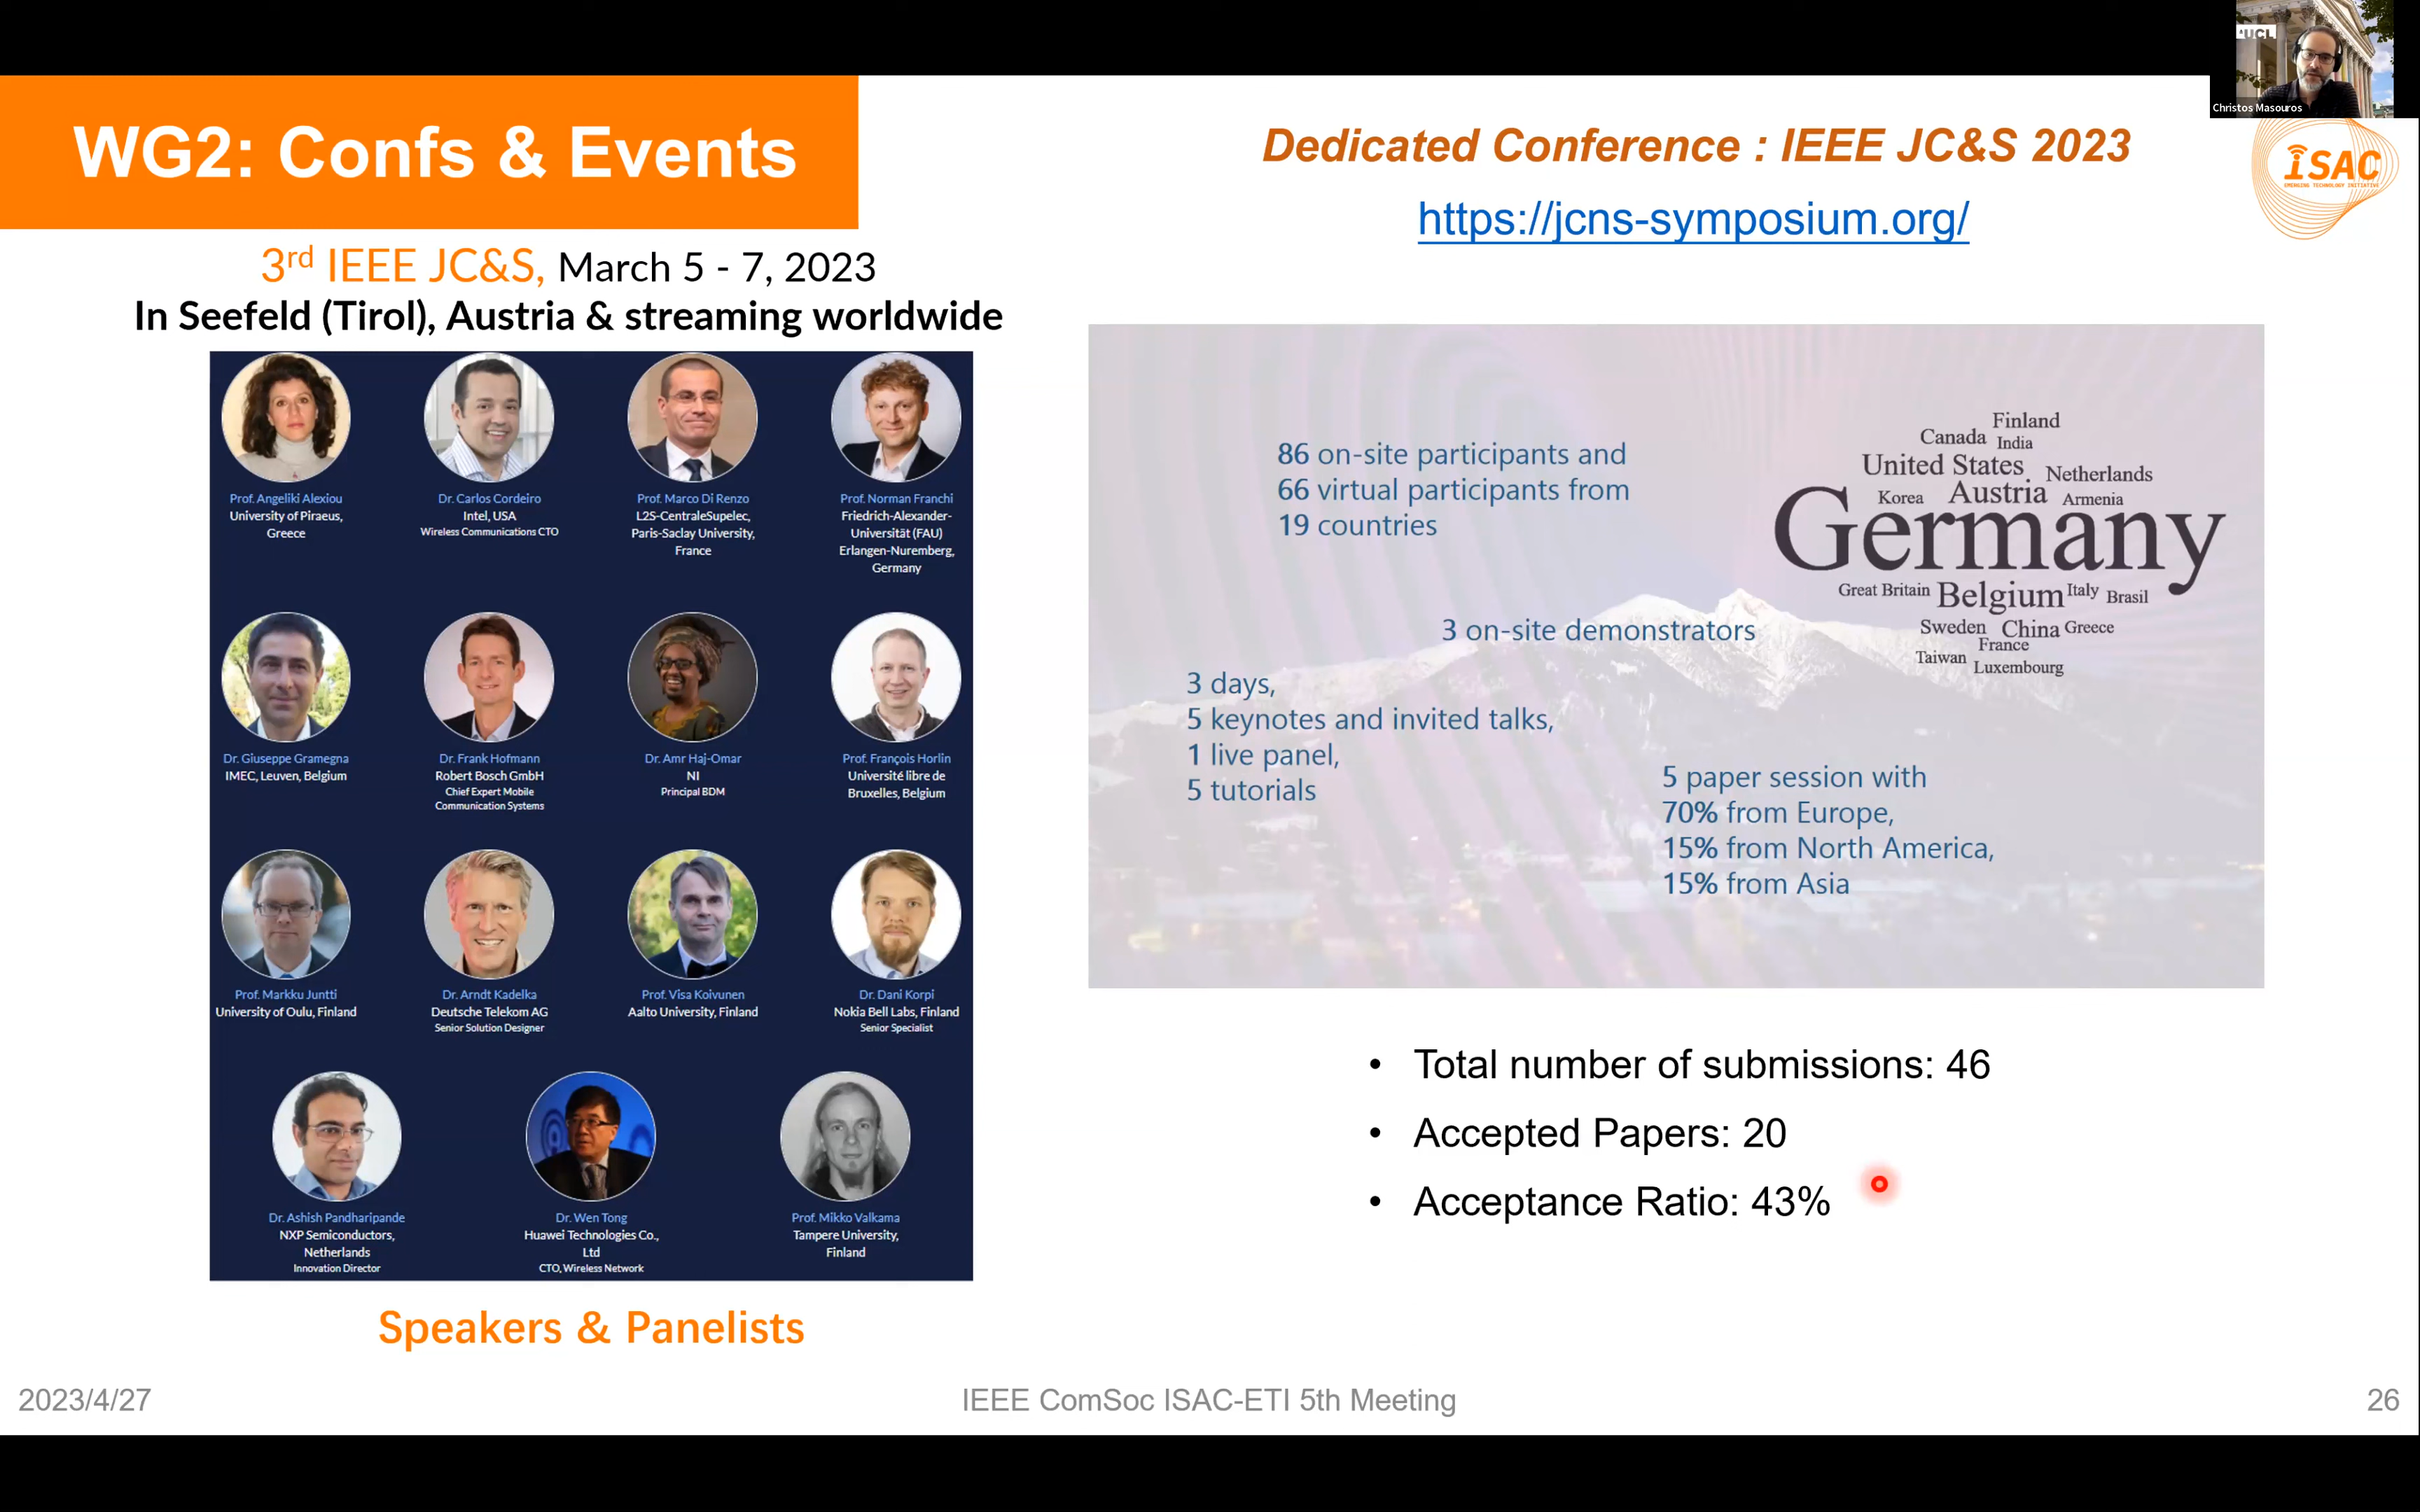 UCL
Christos Masouros
WG2: Confs & Events
Dedicated Conference : IEEE JC&S 2023
https://jcns-symposium.org/
iSAC
EMERGING TECHNOLOGY INITIATIVE
3rd IEEE JC&S, March 5 - 7, 2023
In Seefeld (Tirol), Austria & streaming worldwide
Prof. Angeliki Alexiou
University of Piraeus,
Greece
Dr. Carlos Cordeiro
Intel, USA
Wireless Communications CTO
Prof. Marco Di Renzo
L2S-CentraleSupelec,
Paris-Saclay University,
France
Prof. Norman Franchi
Friedrich-Alexander-
Universität (FAU)
Erlangen-Nuremberg,
Germany
Dr. Giuseppe Gramegna
IMEC, Leuven, Belgium
Dr. Frank Hofmann
Robert Bosch GmbH
Chief Expert Mobile
Communication Systems
Dr. Amr Haj-Omar
NI
Principal BDM
Prof. François Horlin
Université libre de
Bruxelles, Belgium
Prof. Markku Juntti
University of Oulu, Finland
Dr. Arndt Kadelka
Deutsche Telekom AG
Senior Solution Designer
Prof. Visa Koivunen
Aalto University, Finland
Dr. Dani Korpi
Nokia Bell Labs, Finland
Senior Specialist
Dr. Ashish Pandharipande
NXP Semiconductors,
Netherlands
Innovation Director
Dr. Wen Tong
Huawei Technologies Co.,
Ltd
CTO, Wireless Network
Prof. Mikko Valkama
Tampere University,
Finland
Speakers & Panelists
86 on-site participants and
66 virtual participants from
19 countries
Finland
Canada India
United States Netherlands
Korea Austria Armenia
Germany
Great Britain Belgium Italy Brasil
Sweden China Greece
France
Taiwan Luxembourg
3 on-site demonstrators
3 days,
5 keynotes and invited talks,
1 live panel,
5 tutorials
5 paper session with
70% from Europe,
15% from North America,
15% from Asia
• Total number of submissions: 46
• Accepted Papers: 20
• Acceptance Ratio: 43%
2023/4/27
IEEE ComSoc ISAC-ETI 5th Meeting
26